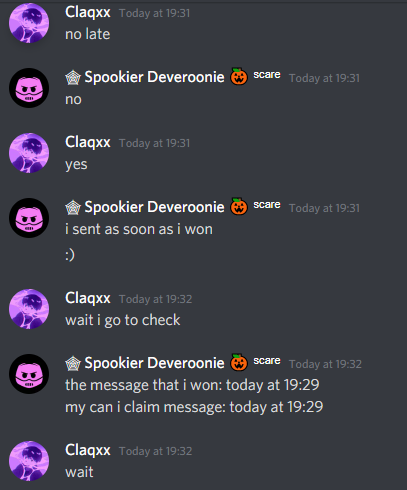 Claqxx Today at 19:31
no late
Spookier Deveroonie scare Today at 19:31
no
Claqxx Today at 19:31
yes
Spookier Deveroonie scare Today at 19:31
i sent as soon as i won
:)
Claqxx Today at 19:32
wait i go to check
Spookier Deveroonie scare Today at 19:32
the message that i won: today at 19:29
my can i claim message: today at 19:29
Claqxx Today at 19:32
wait